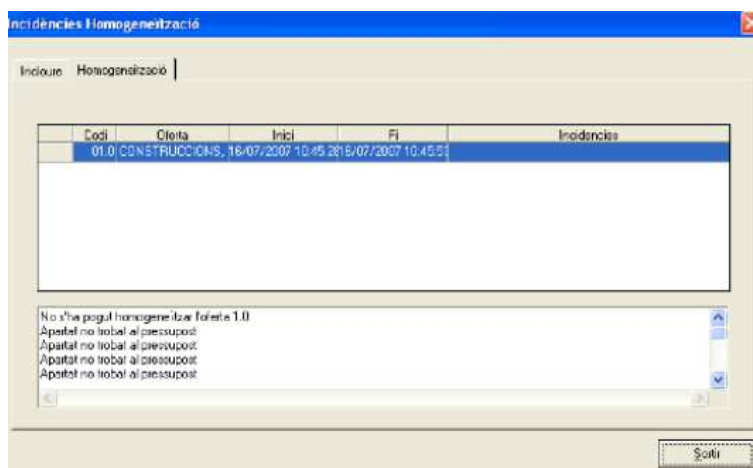 Incidències Homogeneïtzació
Incloure Homogeneïtzació
Codi Oferta Inici Fi Incidencies
01.0 CONSTRUCCIONS, 16/07/2007 10:45:28 16/07/2007 10:45:5
No s'ha pogut homogeneïtzar l'oferta 1.0
Apartat no trobat al pressupost
Apartat no trobat al pressupost
Apartat no trobat al pressupost
Apartat no trobat al pressupost
Sortir